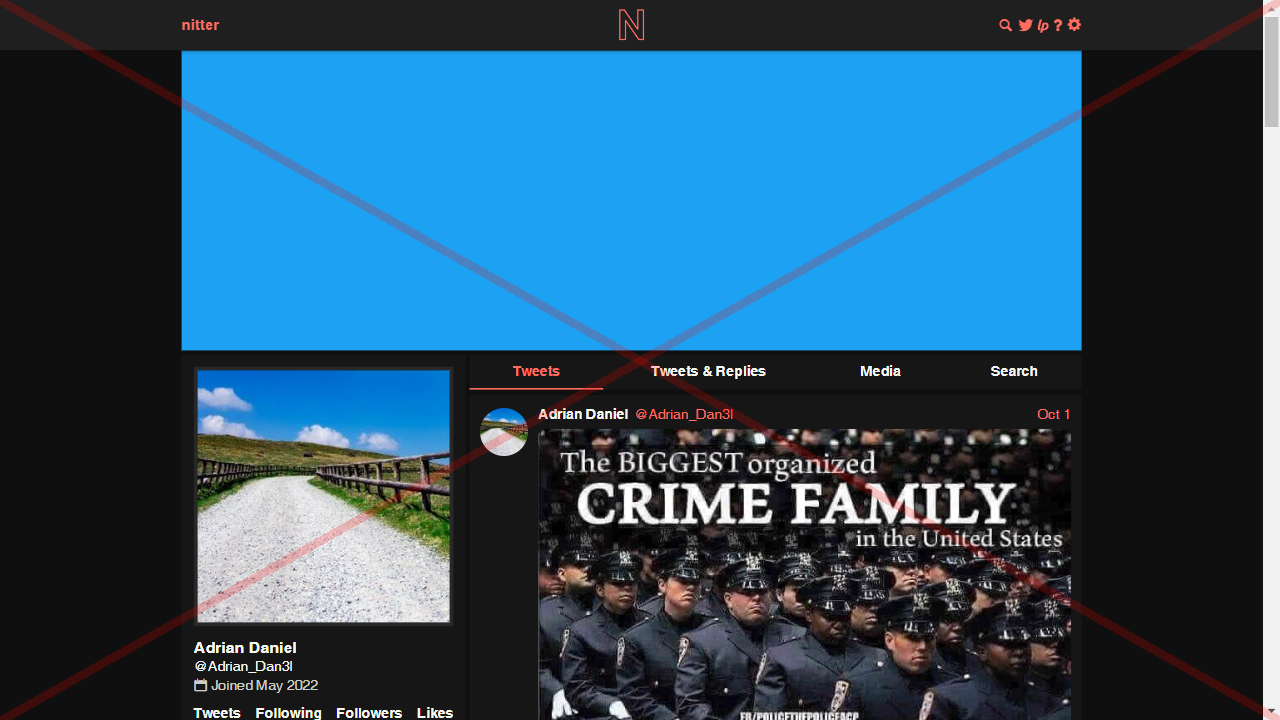 nitter
N
lp ?
Tweets
Tweets & Replies
Media
Search
Adrian Daniel @Adrian_Dan3l
Oct 1
The BIGGEST organized
CRIME FAMILY
in the United States
FB/POLICETHEPOLICEACP
Adrian Daniel
@Adrian_Dan3l
Joined May 2022
Tweets Following Followers Likes